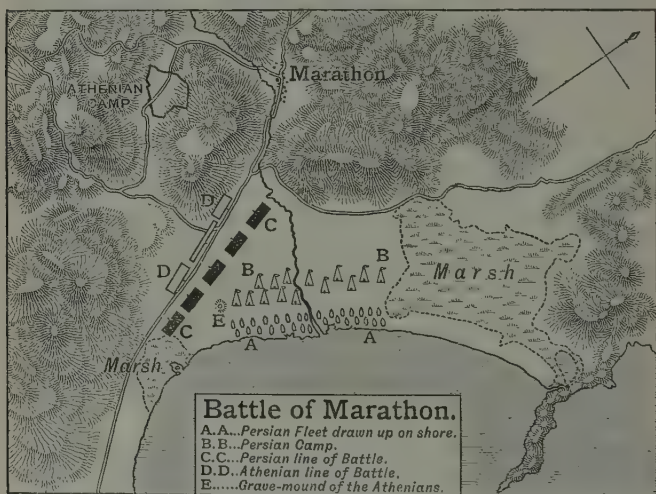 Marathon
ATHENIAN
CAMP
D
C
B
B
D
Marsh
E
C
A
A
Marsh
Battle of Marathon.
A.A...Persian Fleet drawn up on shore.
B.B...Persian Camp.
C.C...Persian line of Battle.
D.D..Athenian line of Battle.
E......Grave-mound of the Athenians.